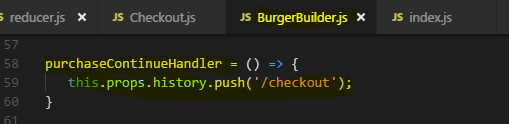 reducer.js JS Checkout.js JS BurgerBuilder.js × JS index.js
57
58 purchaseContinueHandler = () => {
59 this.props.history.push('/checkout');
60 }
61